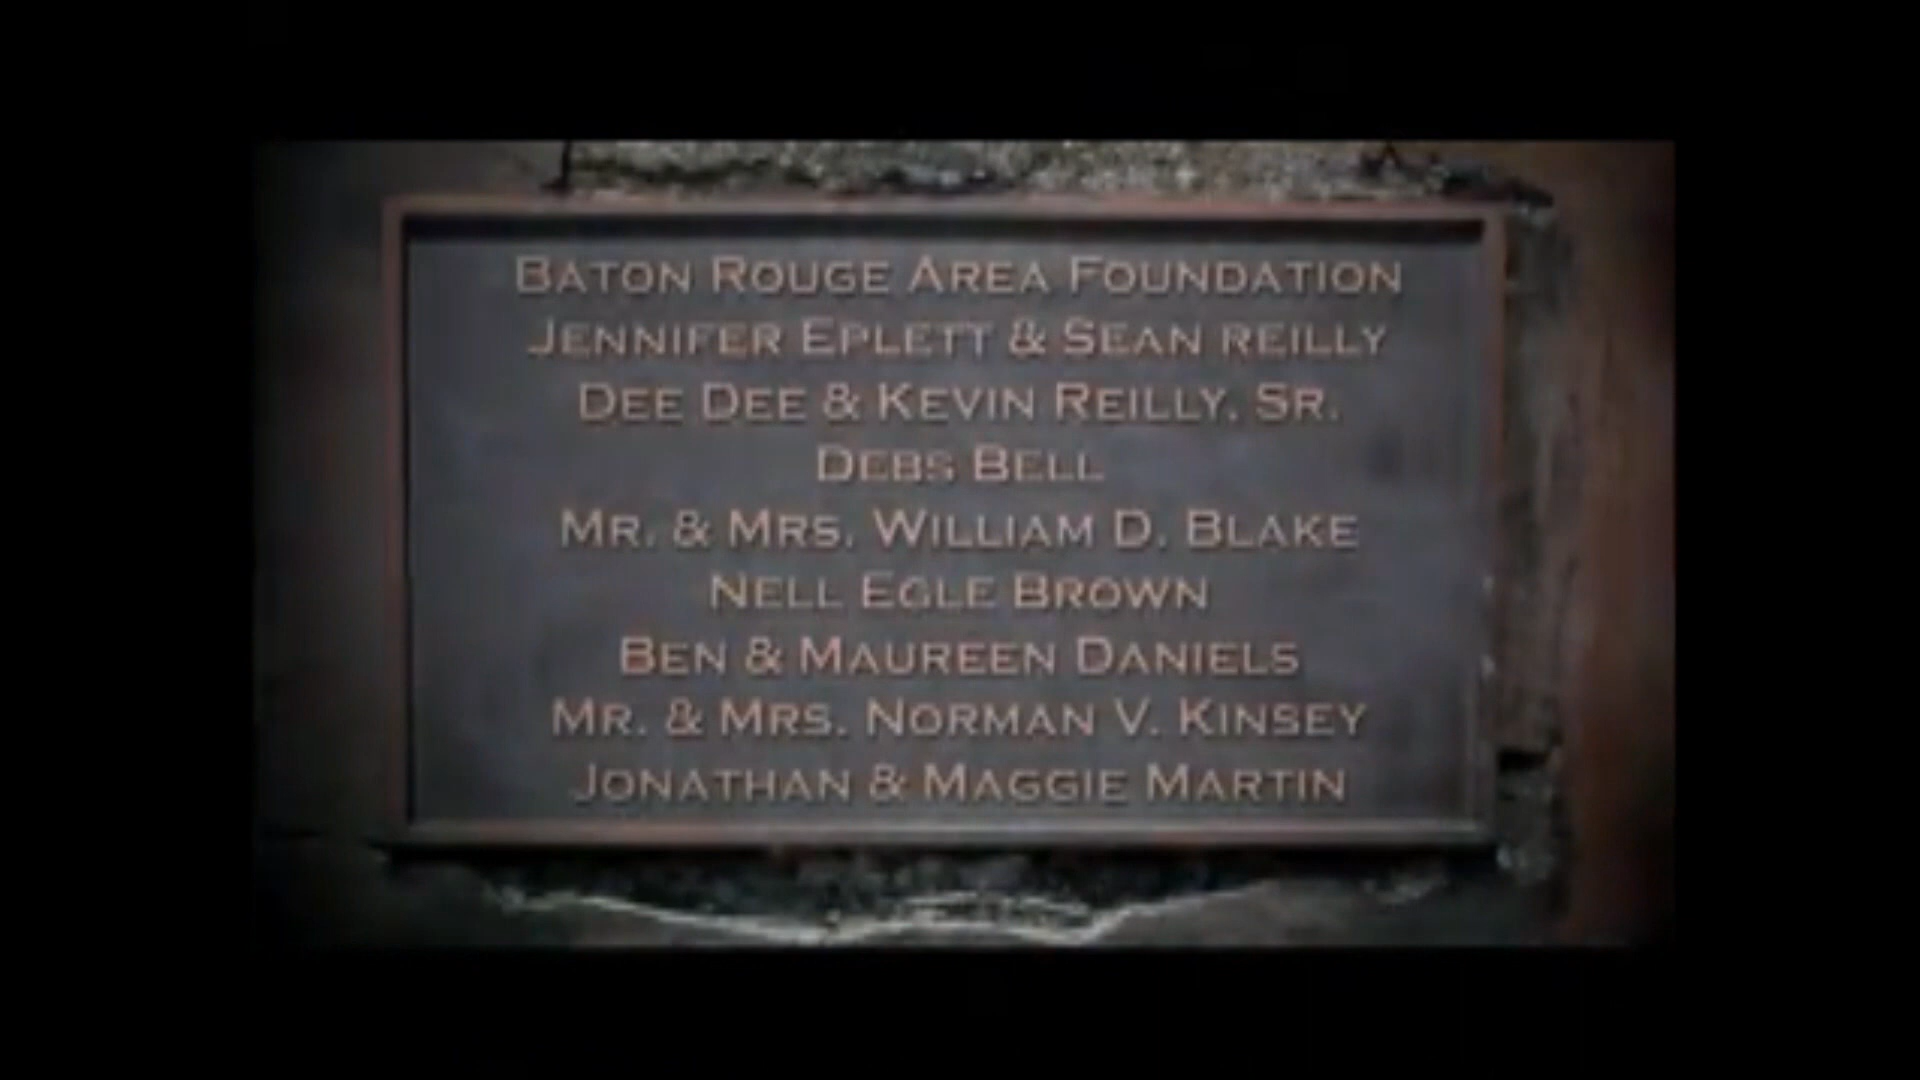 BATON ROUGE AREA FOUNDATION
JENNIFER EPLETT & SEAN REILLY
DEE DEE & KEVIN REILLY, SR.
DEBS BELL
MR. & MRS. WILLIAM D. BLAKE
NELL EGLE BROWN
BEN & MAUREEN DANIELS
MR. & MRS. NORMAN V. KINSEY
JONATHAN & MAGGIE MARTIN